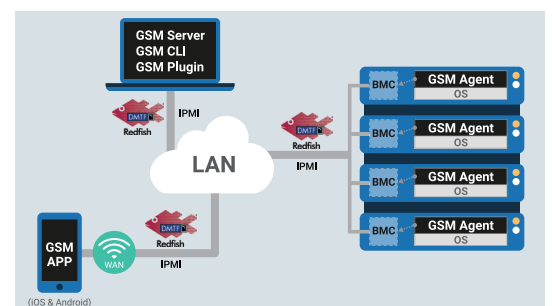 GSM Server
GSM CLI
GSM Plugin
DMTF
Redfish
IPMI
LAN
DMTF
Redfish
IPMI
BMC
GSM Agent
OS
BMC
GSM Agent
OS
BMC
GSM Agent
OS
BMC
GSM Agent
OS
GSM
APP
WAN
DMTF
Redfish
IPMI
(iOS & Android)